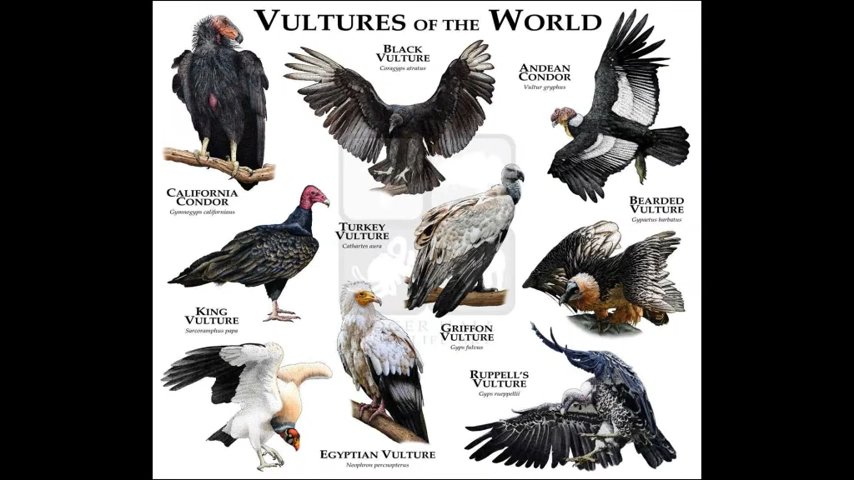 VULTURES OF THE WORLD
BLACK
VULTURE
Coragyps atratus
ANDEAN
CONDOR
Vultur gryphus
CALIFORNIA
CONDOR
Gymnogyps californianus
BEARDED
VULTURE
Gypaetus barbatus
TURKEY
VULTURE
Cathartes aura
KING
VULTURE
Sarcoramphus papa
GRIFFON
VULTURE
Gyps fulvus
RUPPELL'S
VULTURE
Gyps rueppellii
EGYPTIAN VULTURE
Neophron percnopterus